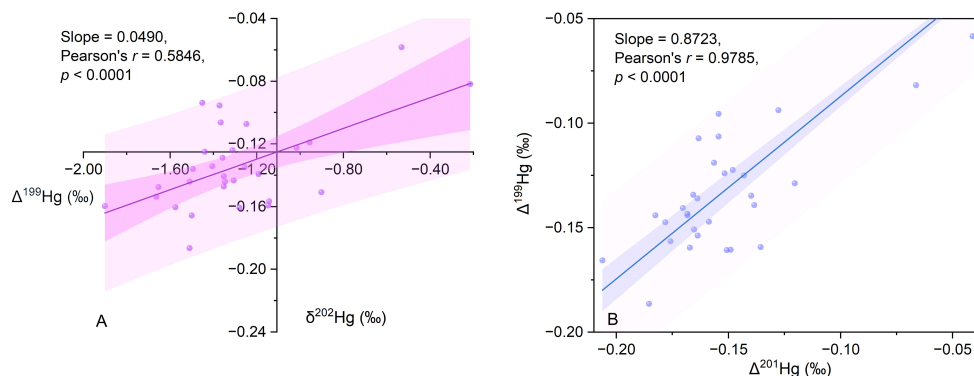 Slope = 0.0490,
Pearson's r = 0.5846,
p < 0.0001
−0.04
−0.08
−0.12
−2.00 −1.60 −1.20 −0.80 −0.40
Δ¹⁹⁹Hg (‰)
−0.16
−0.20
−0.24
δ²⁰²Hg (‰)
A
Slope = 0.8723,
Pearson's r = 0.9785,
p < 0.0001
−0.05
−0.10
−0.15
−0.20
Δ¹⁹⁹Hg (‰)
B
−0.20 −0.15 −0.10 −0.05
Δ²⁰¹Hg (‰)